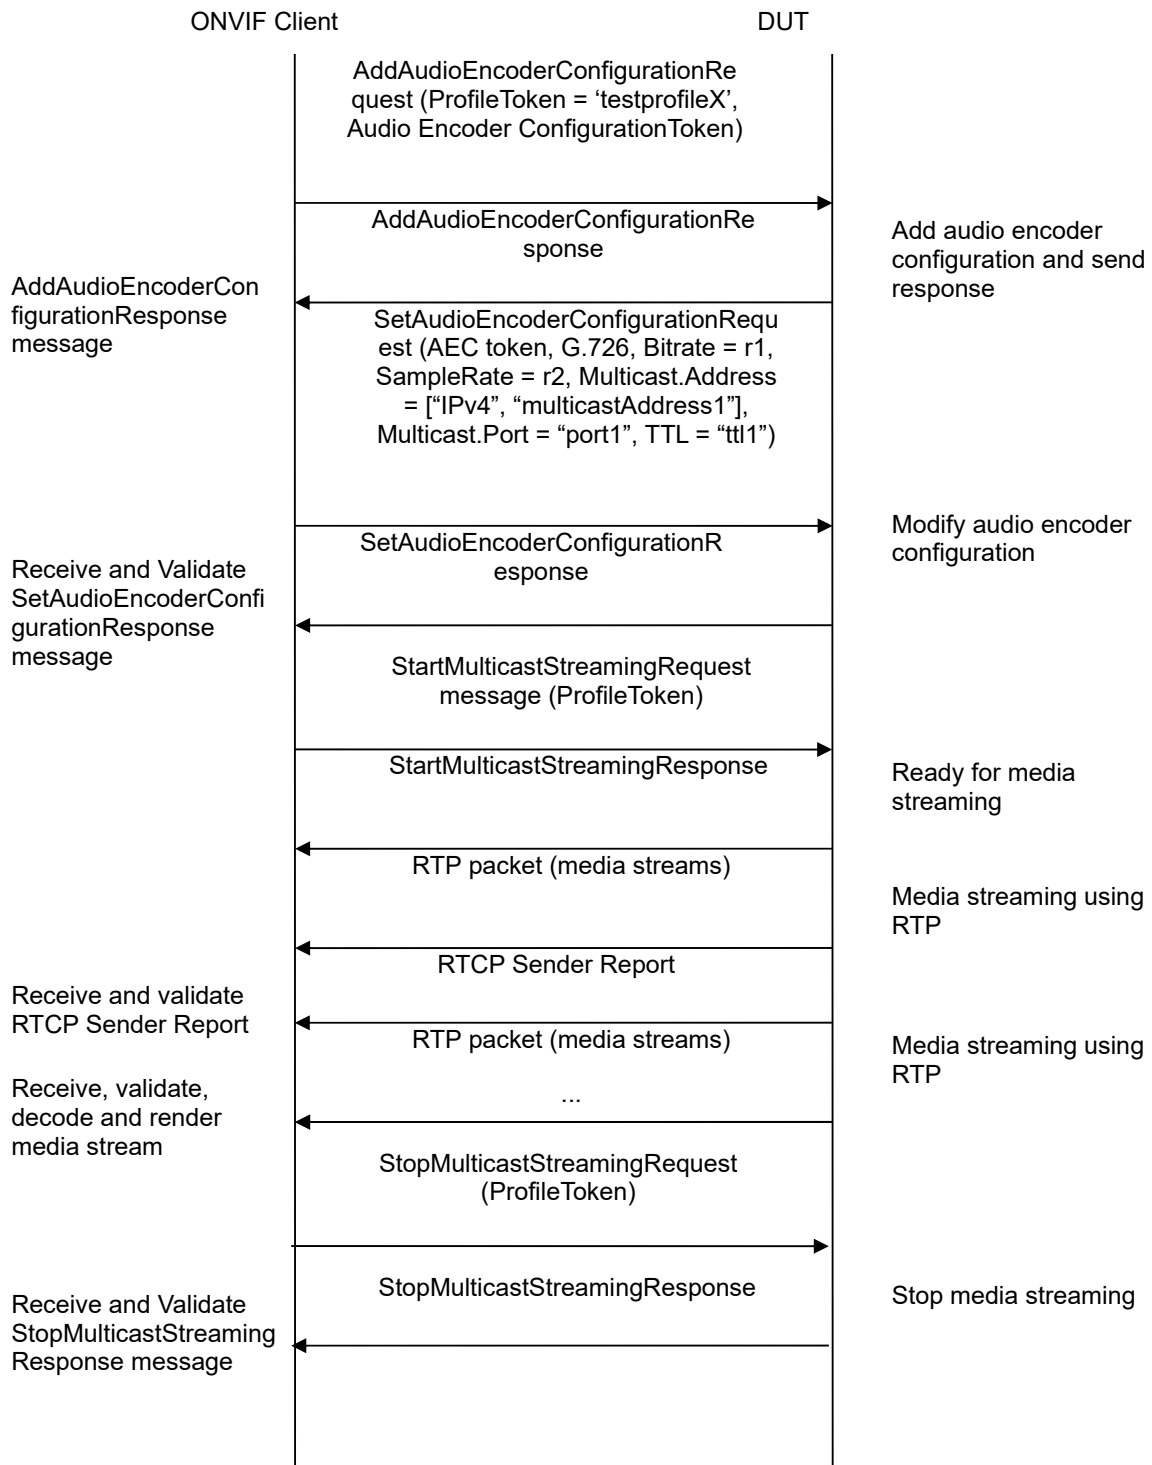 ONVIF Client
DUT
AddAudioEncoderConfigurationRe
quest (ProfileToken = ‘testprofileX’,
Audio Encoder ConfigurationToken)
AddAudioEncoderConfigurationRe
sponse
Add audio encoder
configuration and send
response
AddAudioEncoderCon
figurationResponse
message
SetAudioEncoderConfigurationRequ
est (AEC token, G.726, Bitrate = r1,
SampleRate = r2, Multicast.Address
= [“IPv4”, “multicastAddress1”],
Multicast.Port = “port1”, TTL = “ttl1”)
Modify audio encoder
configuration
SetAudioEncoderConfigurationR
esponse
Receive and Validate
SetAudioEncoderConfi
gurationResponse
message
StartMulticastStreamingRequest
message (ProfileToken)
StartMulticastStreamingResponse
Ready for media
streaming
RTP packet (media streams)
Media streaming using
RTP
RTCP Sender Report
Receive and validate
RTCP Sender Report
RTP packet (media streams)
Media streaming using
RTP
Receive, validate,
decode and render
media stream
...
StopMulticastStreamingRequest
(ProfileToken)
StopMulticastStreamingResponse
Stop media streaming
Receive and Validate
StopMulticastStreaming
Response message